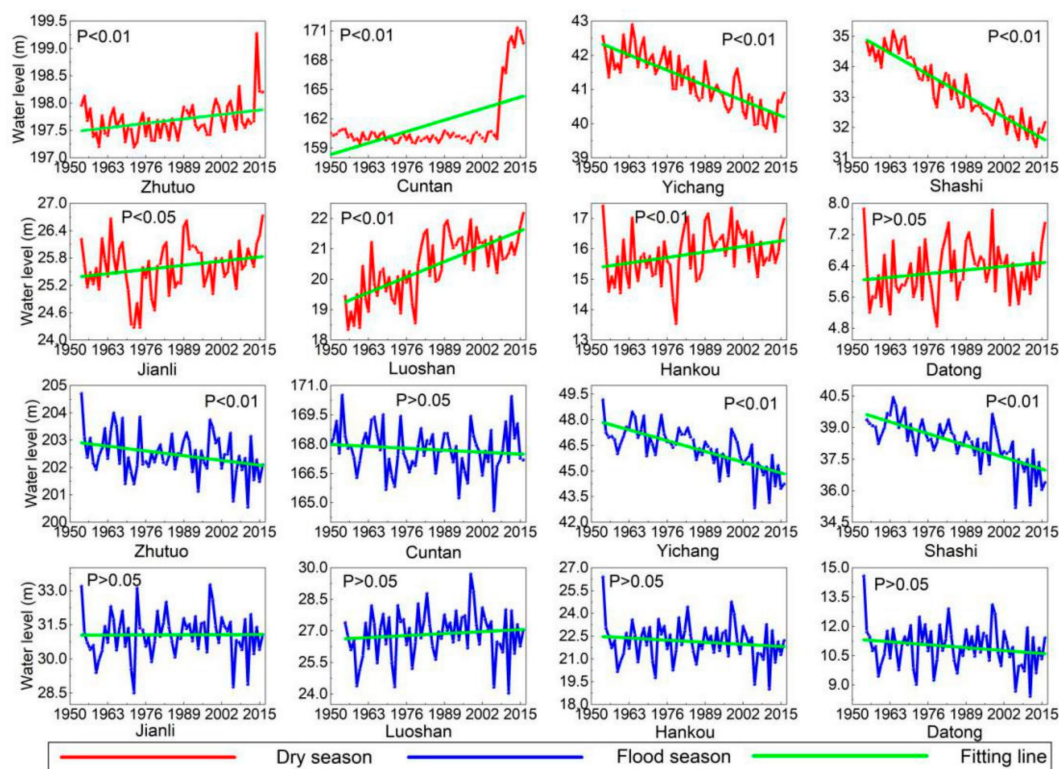 Water level (m)
199.5
199.0
198.5
198.0
197.5
197.0
P<0.01
1950 1963 1976 1989 2002 2015
Zhutuo
171
168
165
162
159
P<0.01
1950 1963 1976 1989 2002 2015
Cuntan
43
42
41
40
39
P<0.01
1950 1963 1976 1989 2002 2015
Yichang
35
34
33
32
31
P<0.01
1950 1963 1976 1989 2002 2015
Shashi
Water level (m)
27.0
26.4
25.8
25.2
24.6
24.0
P<0.05
1950 1963 1976 1989 2002 2015
Jianli
22
21
20
19
18
P<0.01
1950 1963 1976 1989 2002 2015
Luoshan
17
16
15
14
13
P<0.01
1950 1963 1976 1989 2002 2015
Hankou
7.2
6.4
5.6
4.8
P>0.05
1950 1963 1976 1989 2002 2015
Datong
Water level (m)
205
204
203
202
201
200
P<0.01
1950 1963 1976 1989 2002 2015
Zhutuo
171.0
169.5
168.0
166.5
165.0
P>0.05
1950 1963 1976 1989 2002 2015
Cuntan
49.5
48.0
46.5
45.0
43.5
42.0
P<0.01
1950 1963 1976 1989 2002 2015
Yichang
40.5
39.0
37.5
36.0
34.5
P<0.01
1950 1963 1976 1989 2002 2015
Shashi
Water level (m)
33.0
31.5
30.0
28.5
P>0.05
1950 1963 1976 1989 2002 2015
Jianli
30.0
28.5
27.0
25.5
24.0
P>0.05
1950 1963 1976 1989 2002 2015
Luoshan
27.0
25.5
24.0
22.5
21.0
19.5
18.0
P>0.05
1950 1963 1976 1989 2002 2015
Hankou
15.0
13.5
12.0
10.5
9.0
7.5
P>0.05
1950 1963 1976 1989 2002 2015
Datong
Dry season Flood season Fitting line